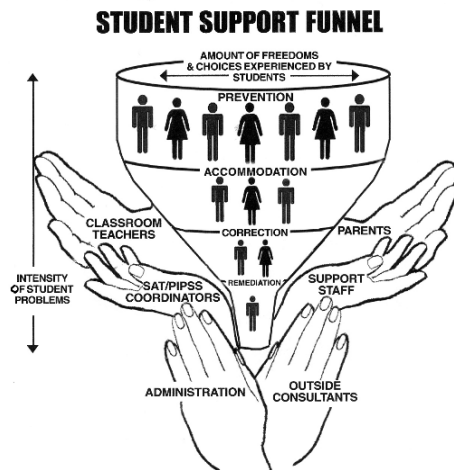 STUDENT SUPPORT FUNNEL
AMOUNT OF FREEDOMS
& CHOICES EXPERIENCED BY
STUDENTS
PREVENTION
ACCOMMODATION
CLASSROOM
TEACHERS
CORRECTION
PARENTS
INTENSITY
OF STUDENT
PROBLEMS
SAT/PIPSS
COORDINATORS
REMEDIATION
SUPPORT
STAFF
ADMINISTRATION
OUTSIDE
CONSULTANTS